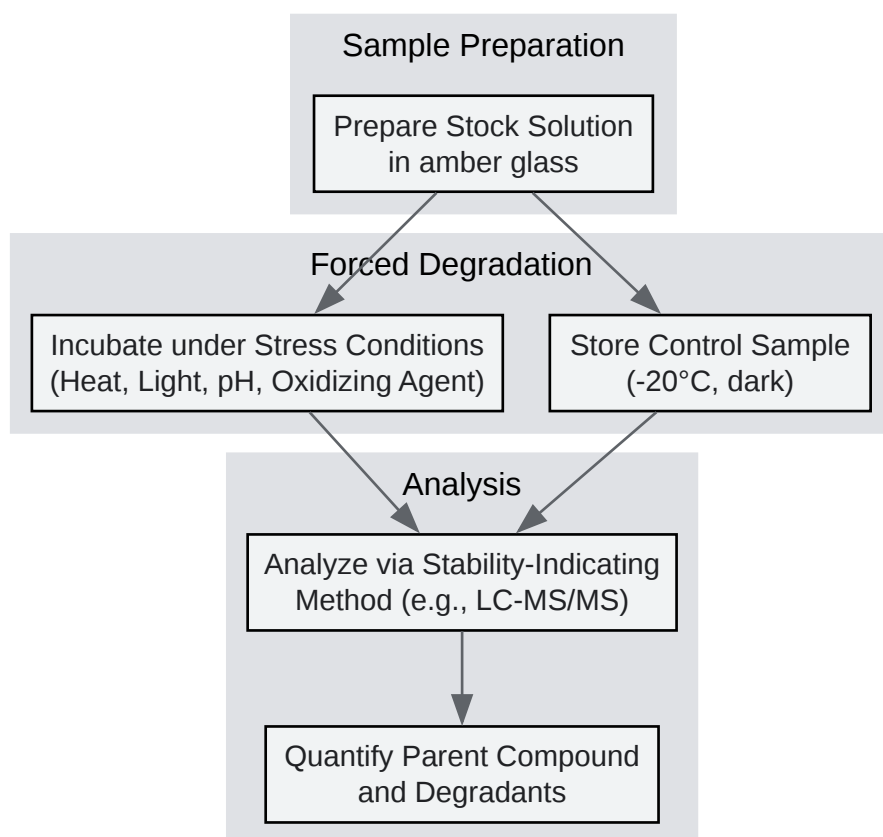 Sample Preparation
Prepare Stock Solution
in amber glass
Forced Degradation
Incubate under Stress Conditions
(Heat, Light, pH, Oxidizing Agent)
Store Control Sample
(-20°C, dark)
Analysis
Analyze via Stability-Indicating
Method (e.g., LC-MS/MS)
Quantify Parent Compound
and Degradants